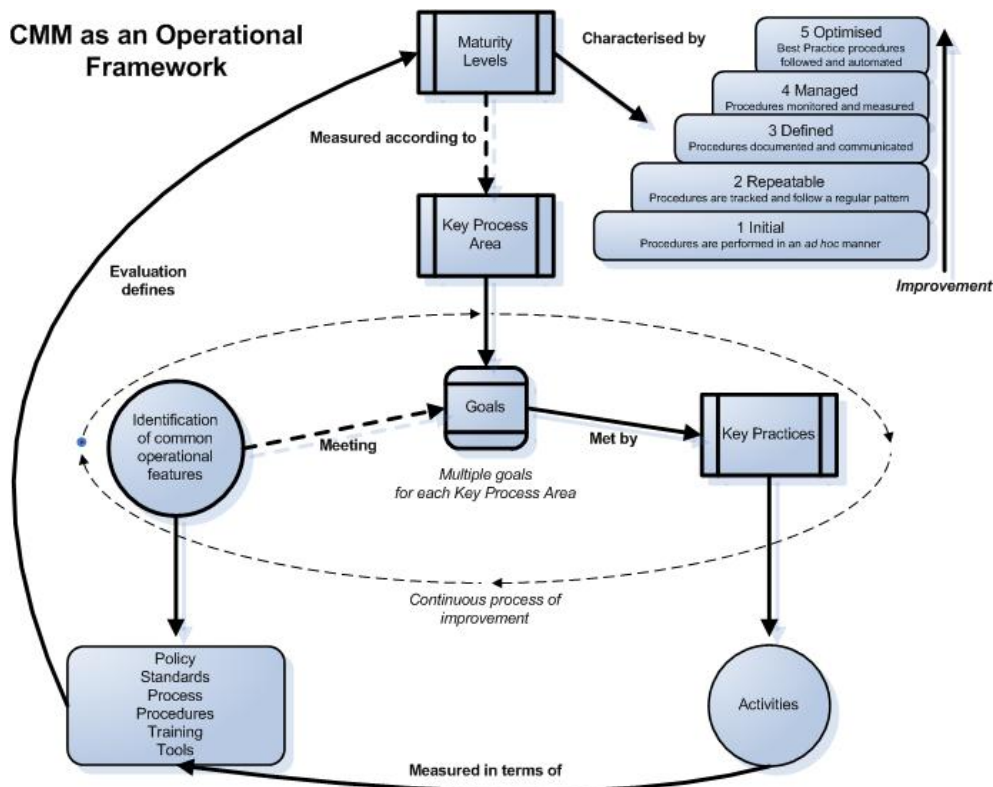 CMM as an Operational
Framework
Maturity
Levels
Characterised by
5 Optimised
Best Practice procedures
followed and automated
4 Managed
Procedures monitored and measured
3 Defined
Procedures documented and communicated
2 Repeatable
Procedures are tracked and follow a regular pattern
1 Initial
Procedures are performed in an ad hoc manner
Improvement
Measured according to
Key Process
Area
Evaluation
defines
Identification
of common
operational
features
Meeting
Goals
Multiple goals
for each Key Process Area
Met by
Key Practices
Continuous process of
improvement
Policy
Standards
Process
Procedures
Training
Tools
Activities
Measured in terms of